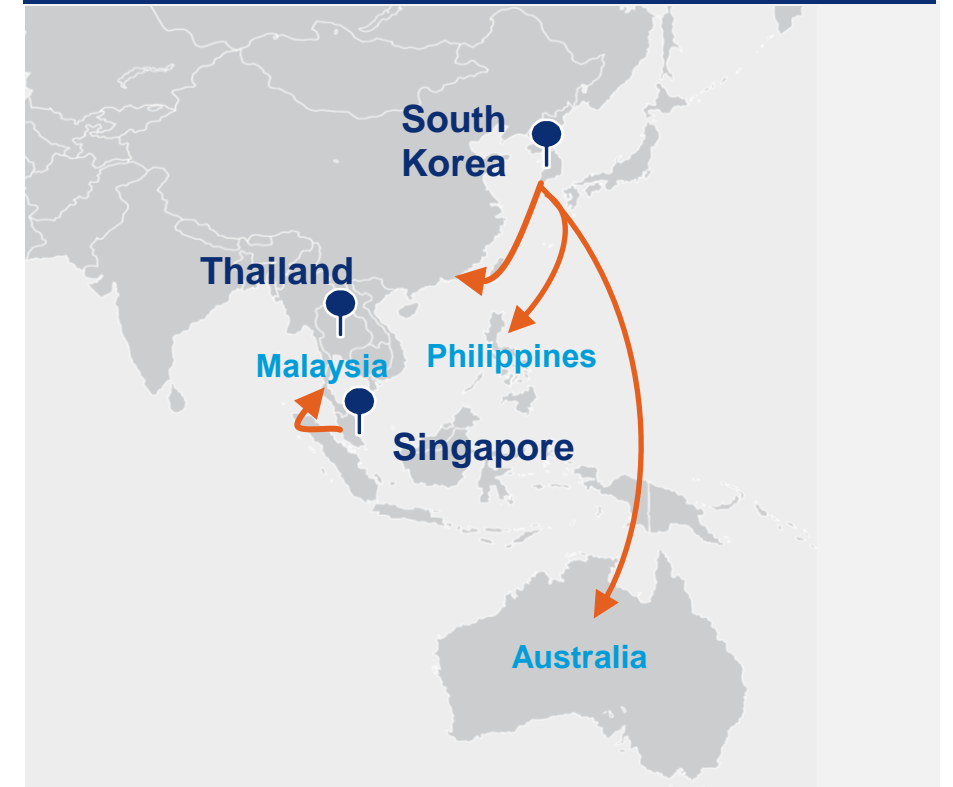 South
Korea
Thailand
Malaysia
Philippines
Singapore
Australia